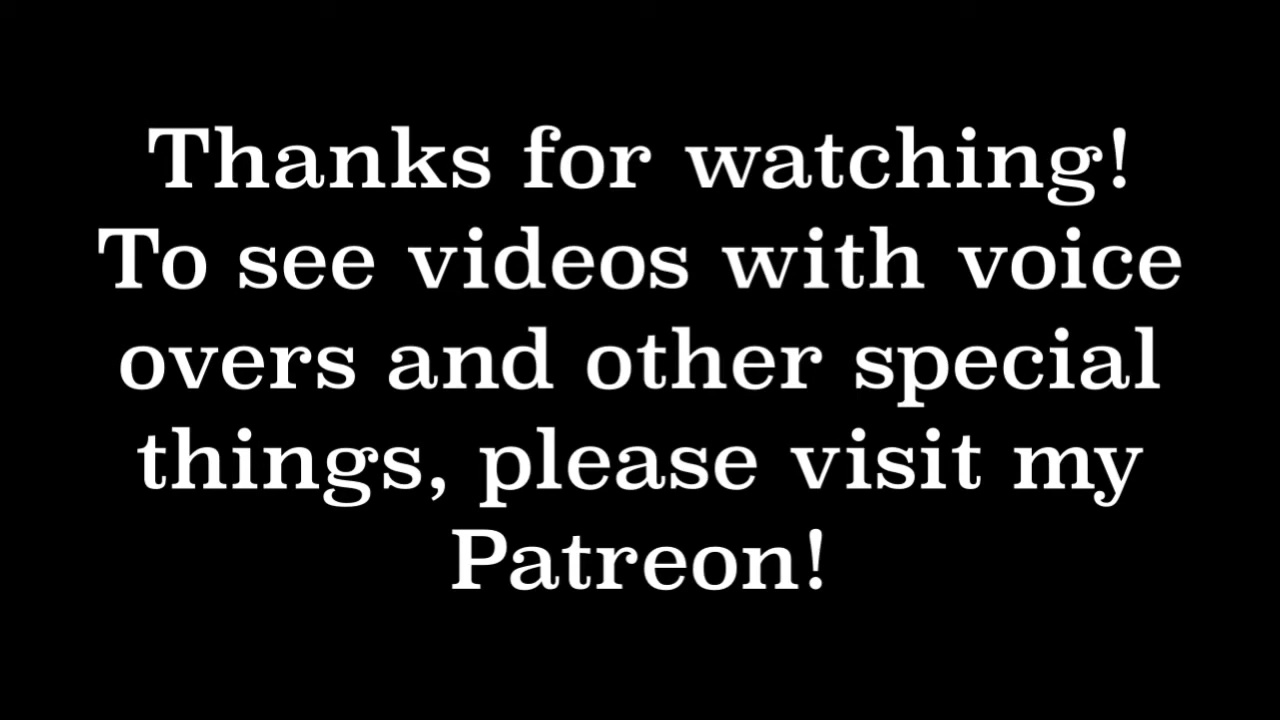 Thanks for watching!
To see videos with voice
overs and other special
things, please visit my
Patreon!